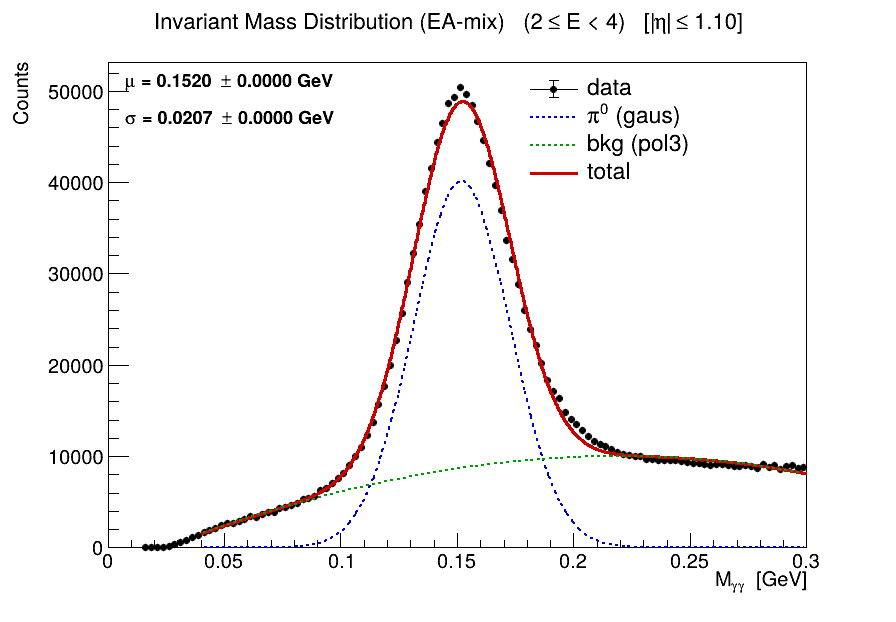 Invariant Mass Distribution (EA-mix) (2 ≤ E < 4) [|η| ≤ 1.10]
Counts
μ = 0.1520 ± 0.0000 GeV
σ = 0.0207 ± 0.0000 GeV
data
π⁰ (gaus)
bkg (pol3)
total
50000
40000
30000
20000
10000
0
0 0.05 0.1 0.15 0.2 0.25 0.3
Mγγ [GeV]